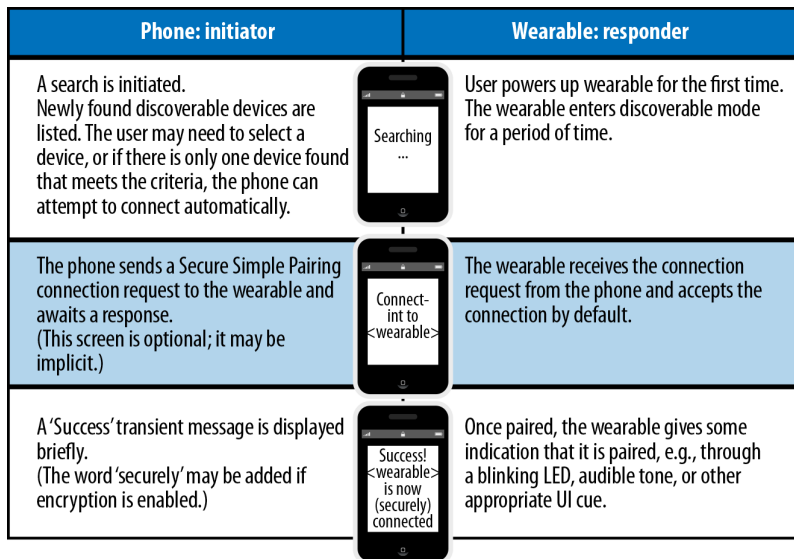 Phone: initiator
Wearable: responder
A search is initiated.
Newly found discoverable devices are
listed. The user may need to select a
device, or if there is only one device found
that meets the criteria, the phone can
attempt to connect automatically.
Searching
...
User powers up wearable for the first time.
The wearable enters discoverable mode
for a period of time.
The phone sends a Secure Simple Pairing
connection request to the wearable and
awaits a response.
(This screen is optional; it may be
implicit.)
Connect-
int to
<wearable>
The wearable receives the connection
request from the phone and accepts the
connection by default.
A ‘Success’ transient message is displayed
briefly.
(The word ‘securely’ may be added if
encryption is enabled.)
Success!
<wearable>
is now
(securely)
connected
Once paired, the wearable gives some
indication that it is paired, e.g., through
a blinking LED, audible tone, or other
appropriate UI cue.